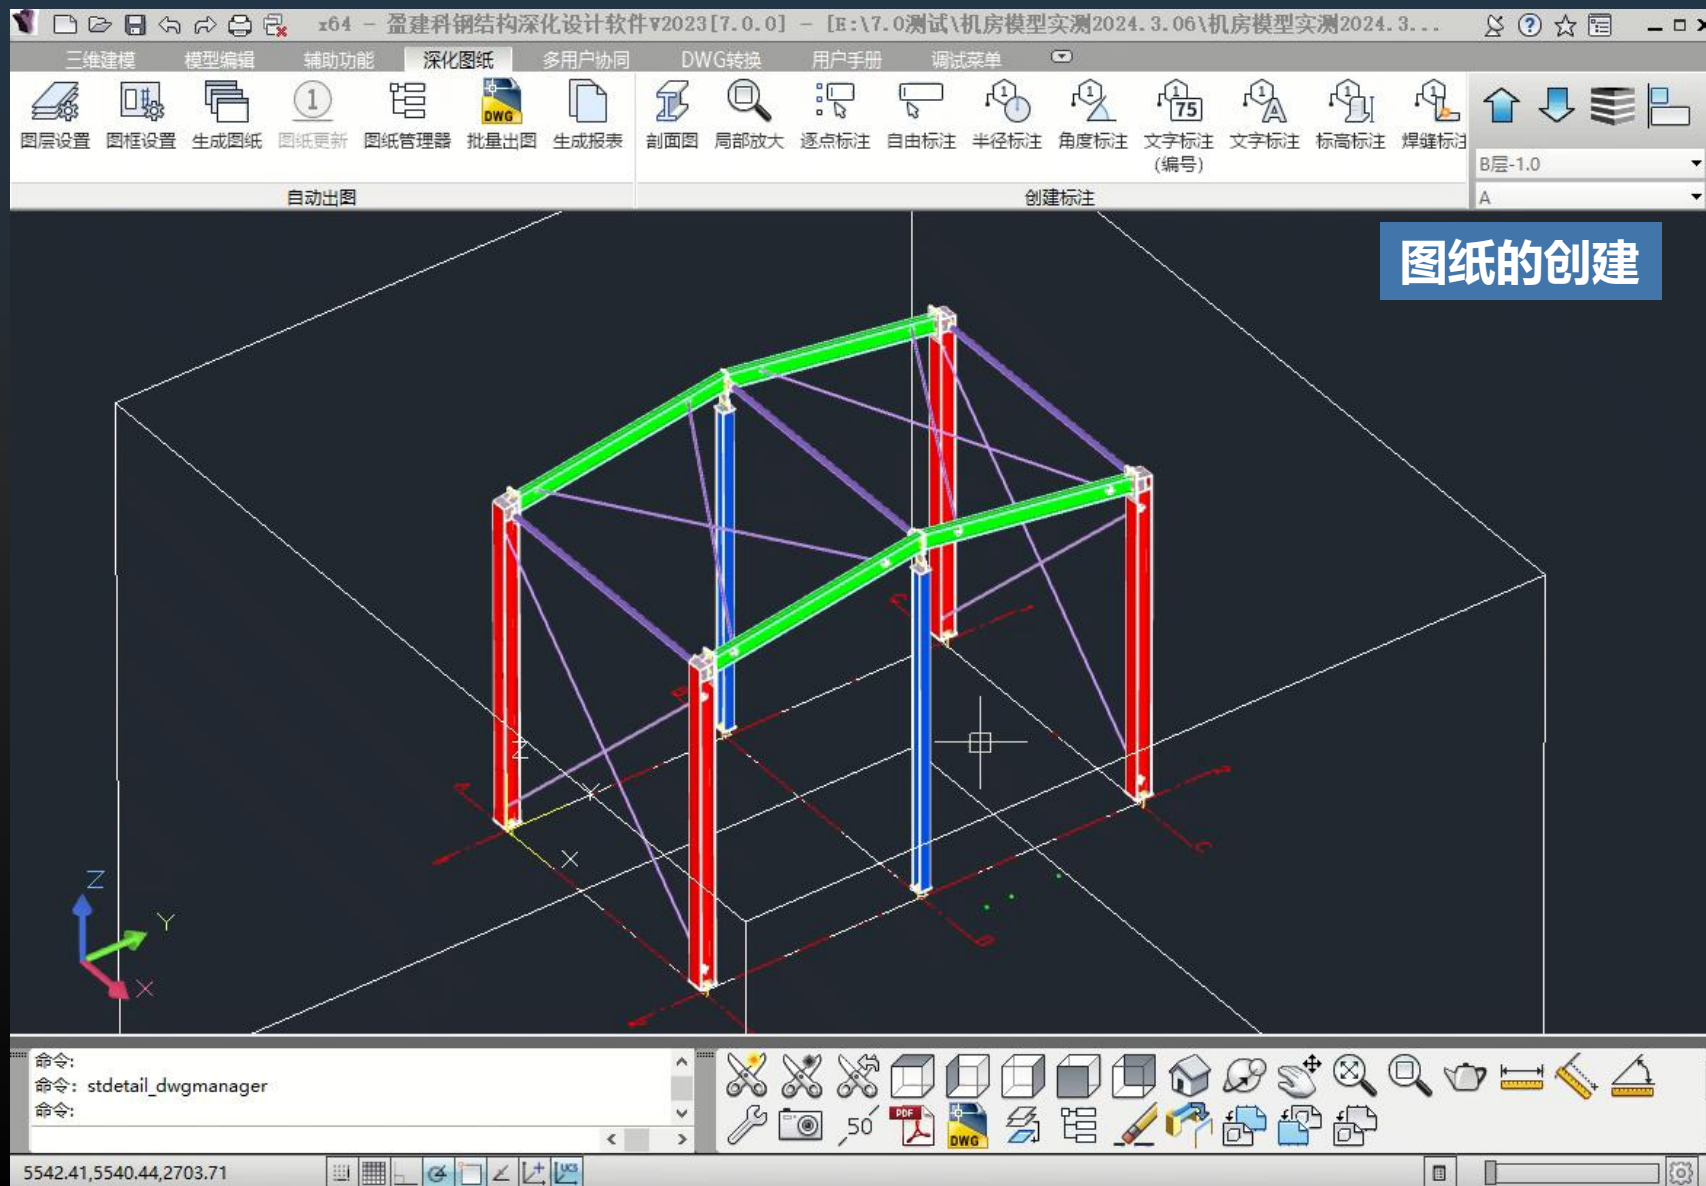 x64 - 盈建科钢结构深化设计软件V2023[7.0.0] - [E:\7.0测试\机房模型实测2024.3.06\机房模型实测2024.3...
三维建模 模型编辑 辅助功能 深化图纸 多用户协同 DWG转换 用户手册 调试菜单
图层设置 图框设置 生成图纸 图纸更新 图纸管理器 批量出图 生成报表 剖面图 局部放大 逐点标注 自由标注 半径标注 角度标注 文字标注 文字标注 标高标注 焊缝标注
(编号)
B层-1.0
自动出图 创建标注
A
图纸的创建
Z
Y
X
A
C
D
Z
Y
X
命令:
命令: stdetail_dwgmanager
命令:
50
PDF
DWG
5542.41,5540.44,2703.71
UCS